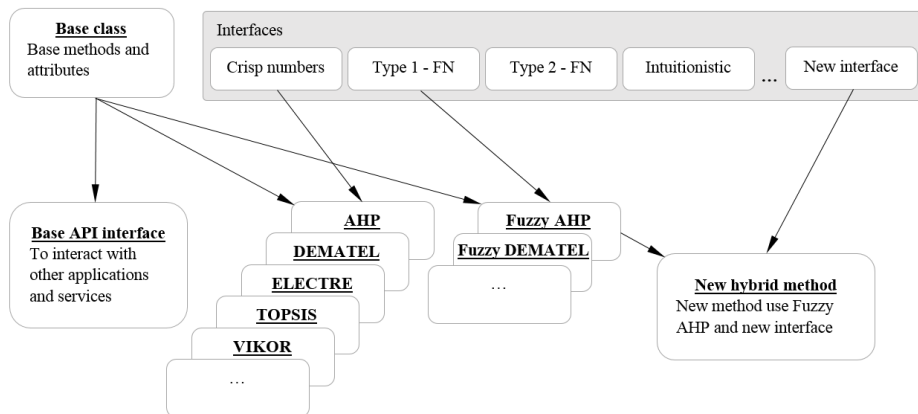 Base class
Base methods and
attributes
Interfaces
Crisp numbers
Type 1 - FN
Type 2 - FN
Intuitionistic
...
New interface
Base API interface
To interact with
other applications
and services
AHP
DEMATEL
ELECTRE
TOPSIS
VIKOR
...
Fuzzy AHP
Fuzzy DEMATEL
...
New hybrid method
New method use Fuzzy
AHP and new interface